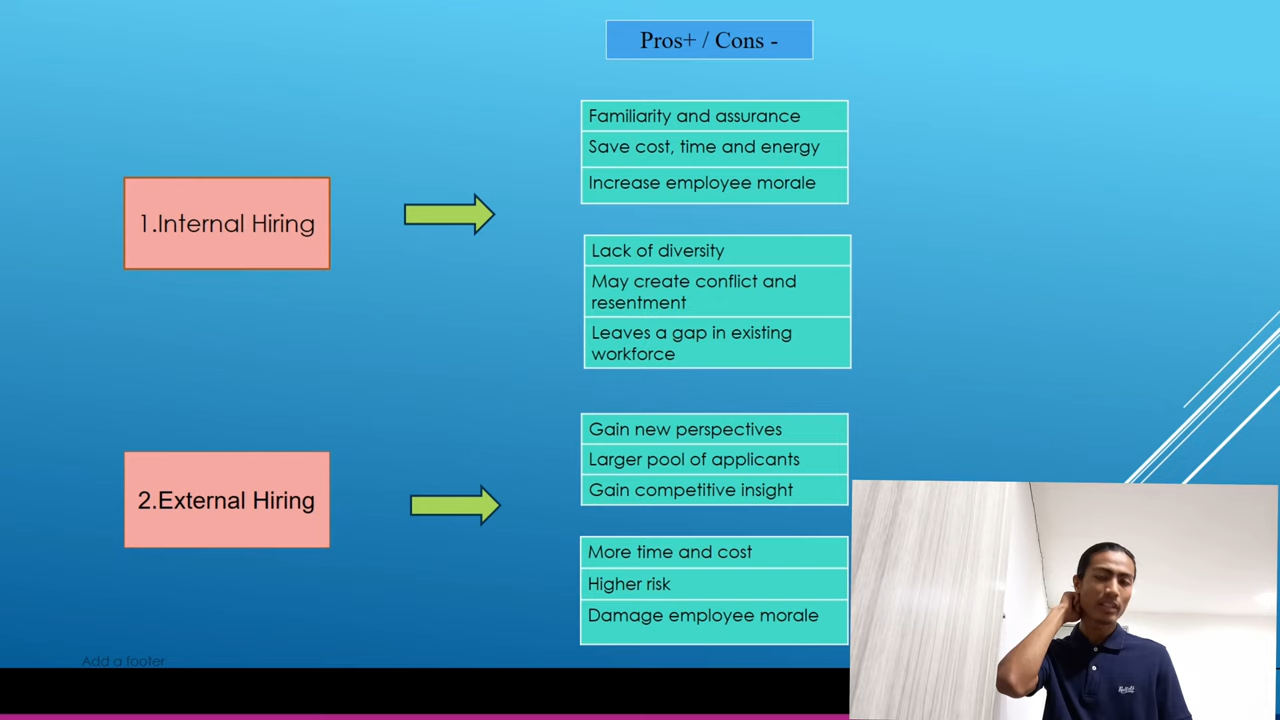 Pros+ / Cons -
Familiarity and assurance
Save cost, time and energy
Increase employee morale
1.Internal Hiring
Lack of diversity
May create conflict and
resentment
Leaves a gap in existing
workforce
Gain new perspectives
Larger pool of applicants
Gain competitive insight
2.External Hiring
More time and cost
Higher risk
Damage employee morale
Add a footer